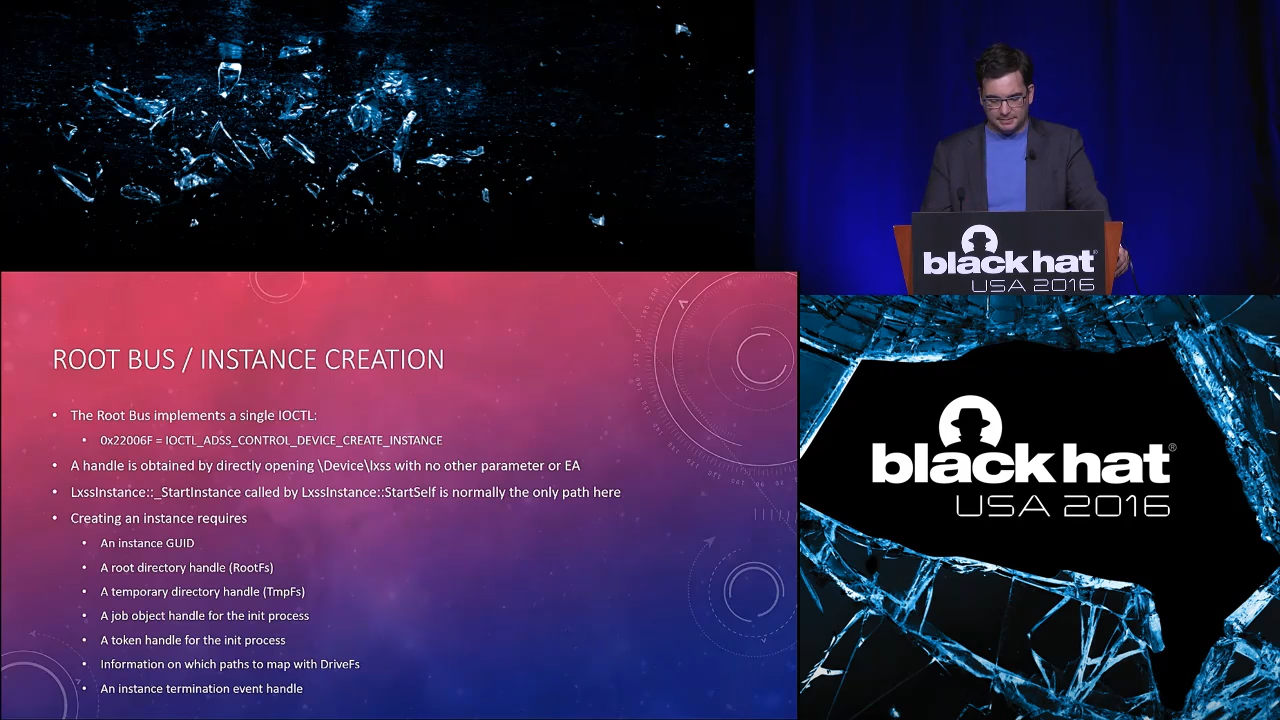 black hat
USA 2016
ROOT BUS / INSTANCE CREATION
• The Root Bus implements a single IOCTL:
• 0x22006F = IOCTL_ADSS_CONTROL_DEVICE_CREATE_INSTANCE
• A handle is obtained by directly opening \Device\lxss with no other parameter or EA
• LxssInstance::_StartInstance called by LxssInstance::StartSelf is normally the only path here
• Creating an instance requires
• An instance GUID
• A root directory handle (RootFs)
• A temporary directory handle (TmpFs)
• A job object handle for the init process
• A token handle for the init process
• Information on which paths to map with DriveFs
• An instance termination event handle
black hat®
USA 2016